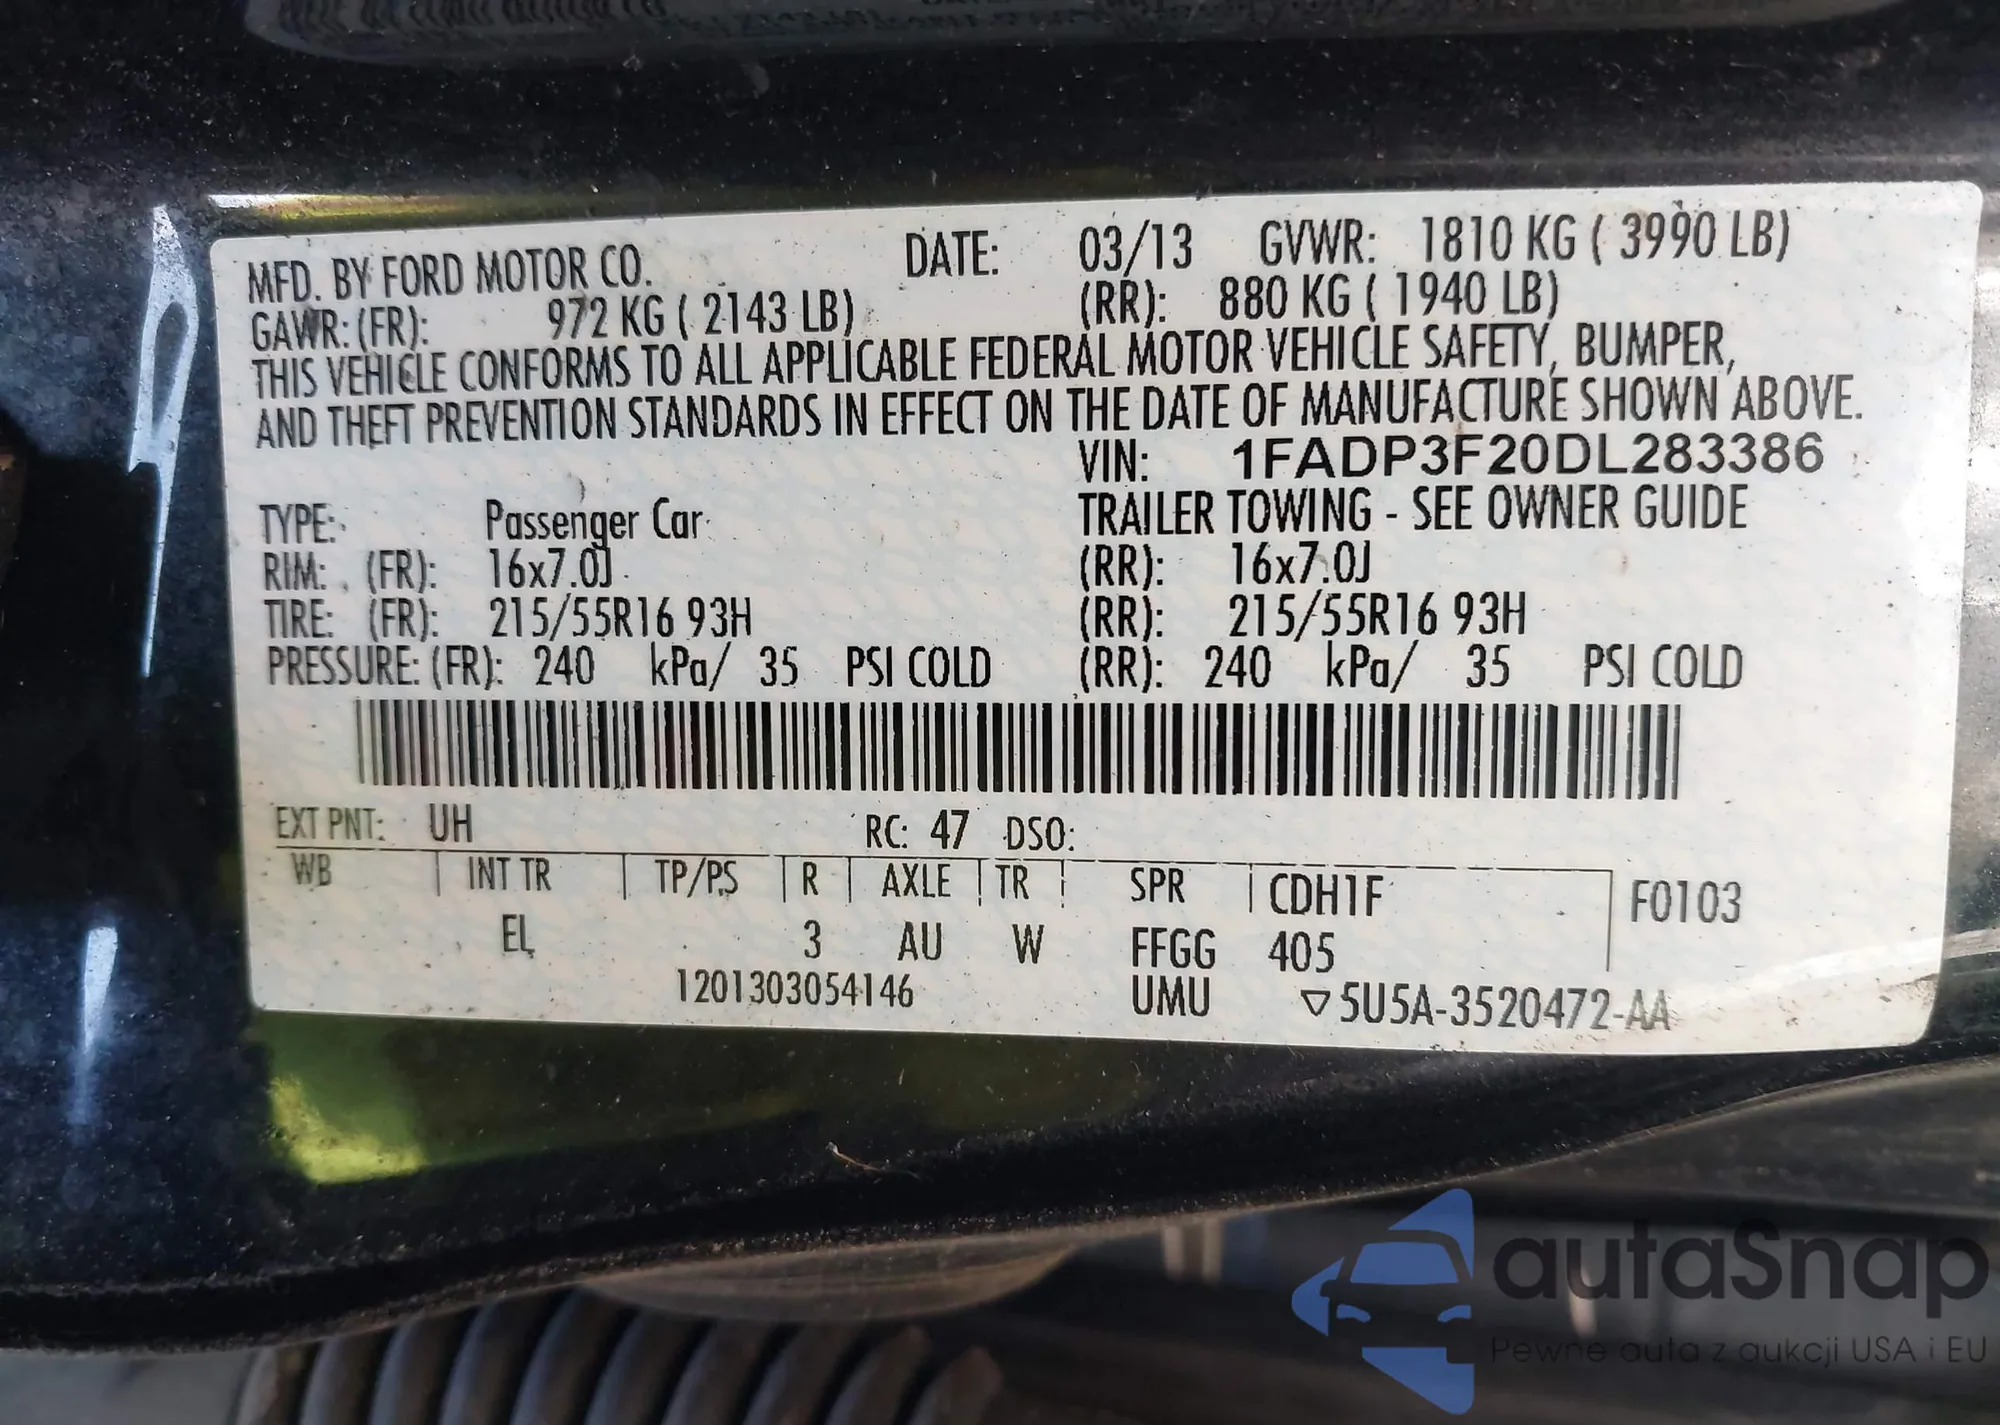 MFD. BY FORD MOTOR CO. DATE: 03/13 GVWR: 1810 KG ( 3990 LB)
GAWR: (FR): 972 KG ( 2143 LB) (RR): 880 KG ( 1940 LB)
THIS VEHICLE CONFORMS TO ALL APPLICABLE FEDERAL MOTOR VEHICLE SAFETY, BUMPER,
AND THEFT PREVENTION STANDARDS IN EFFECT ON THE DATE OF MANUFACTURE SHOWN ABOVE.
VIN: 1FADP3F20DL283386
TYPE: Passenger Car TRAILER TOWING - SEE OWNER GUIDE
RIM: (FR): 16x7.0J (RR): 16x7.0J
TIRE: (FR): 215/55R16 93H (RR): 215/55R16 93H
PRESSURE: (FR): 240 kPa/ 35 PSI COLD (RR): 240 kPa/ 35 PSI COLD
EXT PNT: UH RC: 47 DSO:
WB | INT TR | TP/PS | R | AXLE | TR | SPR | CDH1F F0103
EL 3 AU W FFGG 405
1201303054146 UMU ▽5U5A-3520472-AA
autaSnap
Pewne auta z aukcji USA i EU